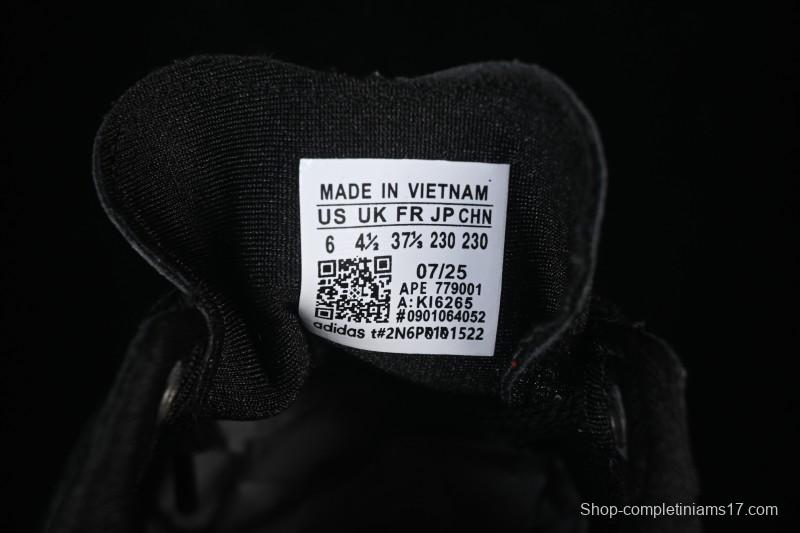 MADE IN VIETNAM
US UK FR JP CHN
6 4½ 37⅓ 230 230
07/25
APE 779001
A: KI6265
#0901064052
adidas
Shop-completiniams17.com